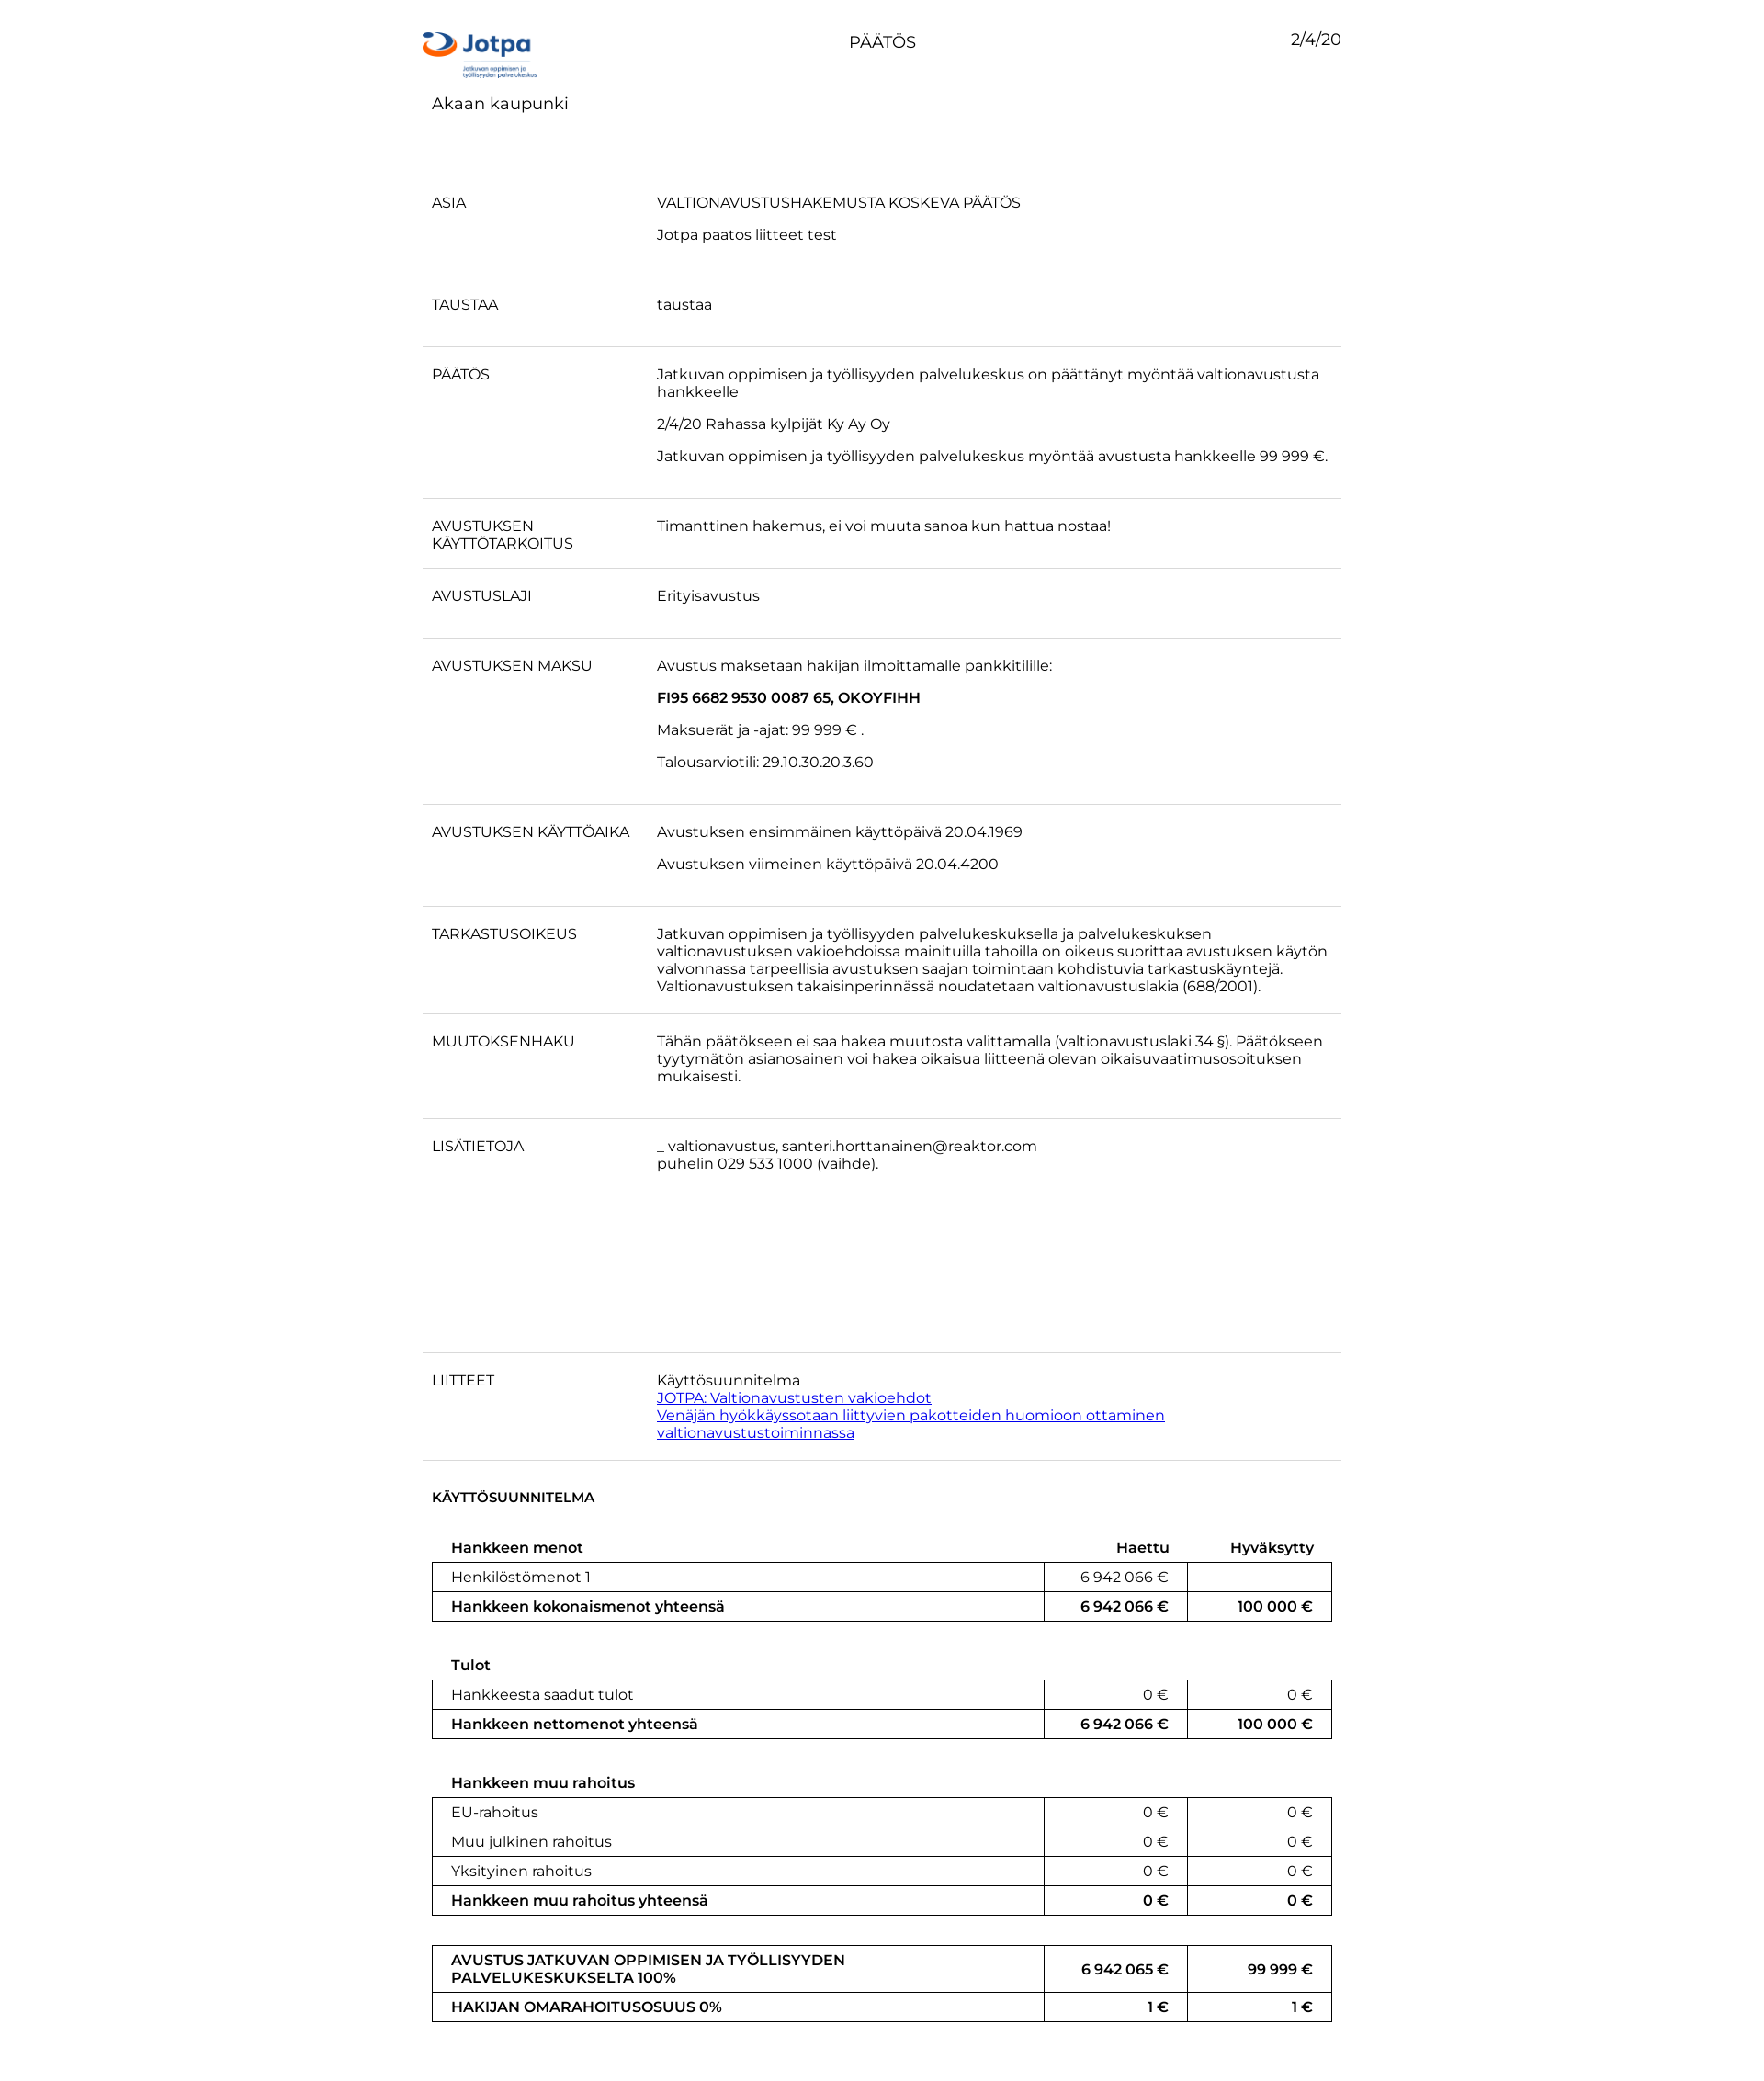 Jotpa
Jatkuvan oppimisen ja
työllisyyden palvelukeskus
PÄÄTÖS
2/4/20
Akaan kaupunki
ASIA
VALTIONAVUSTUSHAKEMUSTA KOSKEVA PÄÄTÖS
Jotpa paatos liitteet test
TAUSTAA
taustaa
PÄÄTÖS
Jatkuvan oppimisen ja työllisyyden palvelukeskus on päättänyt myöntää valtionavustusta
hankkeelle
2/4/20 Rahassa kylpijät Ky Ay Oy
Jatkuvan oppimisen ja työllisyyden palvelukeskus myöntää avustusta hankkeelle 99 999 €.
AVUSTUKSEN
KÄYTTÖTARKOITUS
Timanttinen hakemus, ei voi muuta sanoa kun hattua nostaa!
AVUSTUSLAJI
Erityisavustus
AVUSTUKSEN MAKSU
Avustus maksetaan hakijan ilmoittamalle pankkitilille:
FI95 6682 9530 0087 65, OKOYFIHH
Maksuerät ja -ajat: 99 999 € .
Talousarviotili: 29.10.30.20.3.60
AVUSTUKSEN KÄYTTÖAIKA
Avustuksen ensimmäinen käyttöpäivä 20.04.1969
Avustuksen viimeinen käyttöpäivä 20.04.4200
TARKASTUSOIKEUS
Jatkuvan oppimisen ja työllisyyden palvelukeskuksella ja palvelukeskuksen
valtionavustuksen vakioehdoissa mainituilla tahoilla on oikeus suorittaa avustuksen käytön
valvonnassa tarpeellisia avustuksen saajan toimintaan kohdistuvia tarkastuskäyntejä.
Valtionavustuksen takaisinperinnässä noudatetaan valtionavustuslakia (688/2001).
MUUTOKSENHAKU
Tähän päätökseen ei saa hakea muutosta valittamalla (valtionavustuslaki 34 §). Päätökseen
tyytymätön asianosainen voi hakea oikaisua liitteenä olevan oikaisuvaatimusosoituksen
mukaisesti.
LISÄTIETOJA
_ valtionavustus, santeri.horttanainen@reaktor.com
puhelin 029 533 1000 (vaihde).
LIITTEET
Käyttösuunnitelma
JOTPA: Valtionavustusten vakioehdot
Venäjän hyökkäyssotaan liittyvien pakotteiden huomioon ottaminen
valtionavustustoiminnassa
KÄYTTÖSUUNNITELMA
Hankkeen menot Haettu Hyväksytty
Henkilöstömenot 1 6 942 066 €
Hankkeen kokonaismenot yhteensä 6 942 066 € 100 000 €
Tulot
Hankkeesta saadut tulot 0 € 0 €
Hankkeen nettomenot yhteensä 6 942 066 € 100 000 €
Hankkeen muu rahoitus
EU-rahoitus 0 € 0 €
Muu julkinen rahoitus 0 € 0 €
Yksityinen rahoitus 0 € 0 €
Hankkeen muu rahoitus yhteensä 0 € 0 €
AVUSTUS JATKUVAN OPPIMISEN JA TYÖLLISYYDEN
PALVELUKESKUKSELTA 100% 6 942 065 € 99 999 €
HAKIJAN OMARAHOITUSOSUUS 0% 1 € 1 €